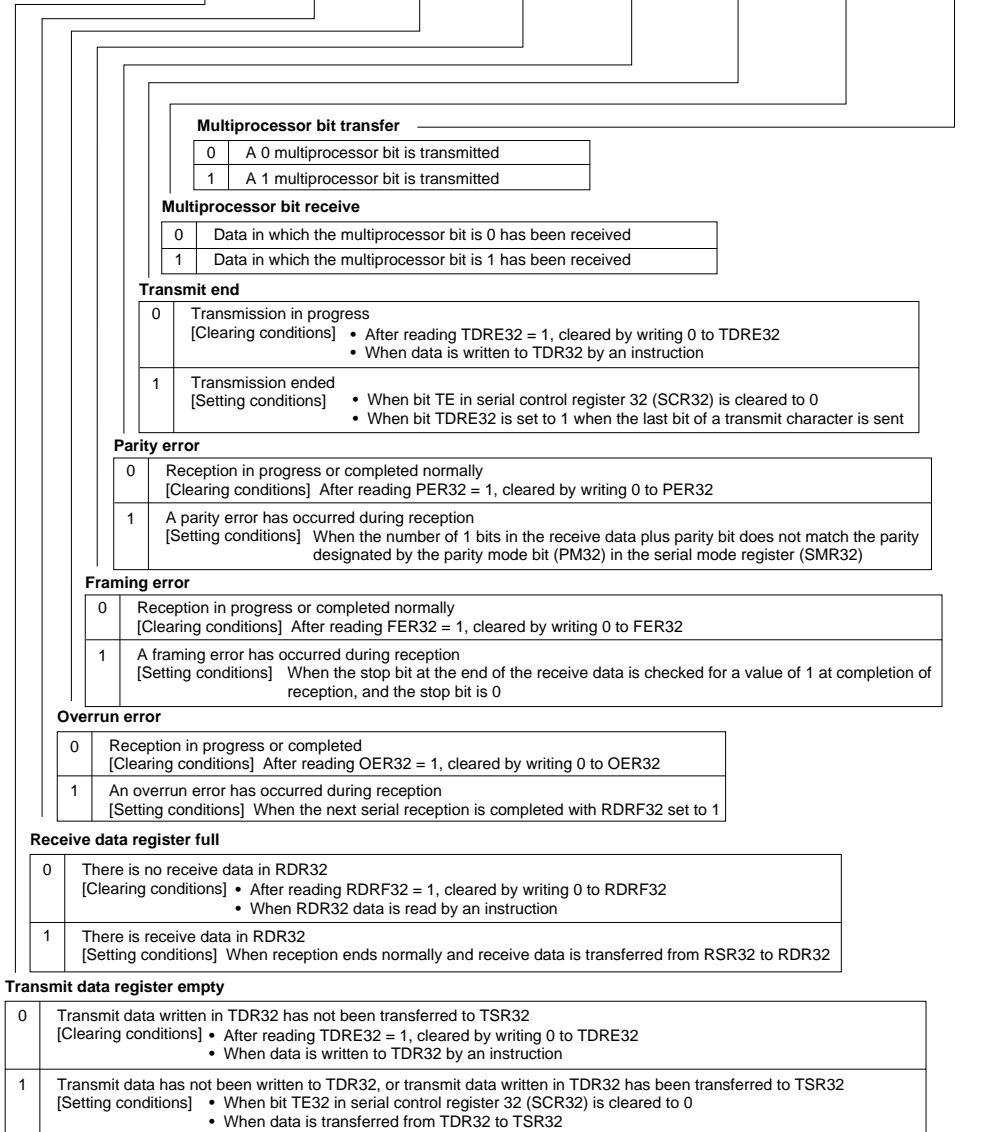 Multiprocessor bit transfer
0 A 0 multiprocessor bit is transmitted
1 A 1 multiprocessor bit is transmitted
Multiprocessor bit receive
0 Data in which the multiprocessor bit is 0 has been received
1 Data in which the multiprocessor bit is 1 has been received
Transmit end
0 Transmission in progress
[Clearing conditions] • After reading TDRE32 = 1, cleared by writing 0 to TDRE32
• When data is written to TDR32 by an instruction
1 Transmission ended
[Setting conditions] • When bit TE in serial control register 32 (SCR32) is cleared to 0
• When bit TDRE32 is set to 1 when the last bit of a transmit character is sent
Parity error
0 Reception in progress or completed normally
[Clearing conditions] After reading PER32 = 1, cleared by writing 0 to PER32
1 A parity error has occurred during reception
[Setting conditions] When the number of 1 bits in the receive data plus parity bit does not match the parity
designated by the parity mode bit (PM32) in the serial mode register (SMR32)
Framing error
0 Reception in progress or completed normally
[Clearing conditions] After reading FER32 = 1, cleared by writing 0 to FER32
1 A framing error has occurred during reception
[Setting conditions] When the stop bit at the end of the receive data is checked for a value of 1 at completion of
reception, and the stop bit is 0
Overrun error
0 Reception in progress or completed
[Clearing conditions] After reading OER32 = 1, cleared by writing 0 to OER32
1 An overrun error has occurred during reception
[Setting conditions] When the next serial reception is completed with RDRF32 set to 1
Receive data register full
0 There is no receive data in RDR32
[Clearing conditions] • After reading RDRF32 = 1, cleared by writing 0 to RDRF32
• When RDR32 data is read by an instruction
1 There is receive data in RDR32
[Setting conditions] When reception ends normally and receive data is transferred from RSR32 to RDR32
Transmit data register empty
0 Transmit data written in TDR32 has not been transferred to TSR32
[Clearing conditions] • After reading TDRE32 = 1, cleared by writing 0 to TDRE32
• When data is written to TDR32 by an instruction
1 Transmit data has not been written to TDR32, or transmit data written in TDR32 has been transferred to TSR32
[Setting conditions] • When bit TE32 in serial control register 32 (SCR32) is cleared to 0
• When data is transferred from TDR32 to TSR32